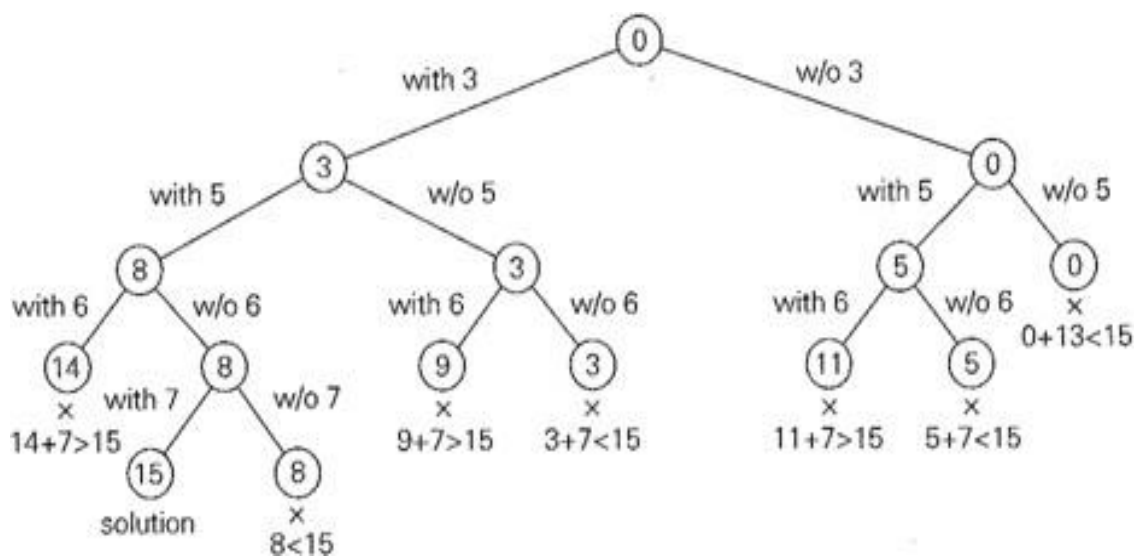 0
with 3
w/o 3
3
0
with 5
w/o 5
with 5
w/o 5
8
3
5
0
with 6
w/o 6
with 6
w/o 6
with 6
w/o 6
×
0+13<15
14
8
9
3
11
5
×
with 7
w/o 7
×
×
×
×
14+7>15
9+7>15
3+7<15
11+7>15
5+7<15
15
8
solution
×
8<15